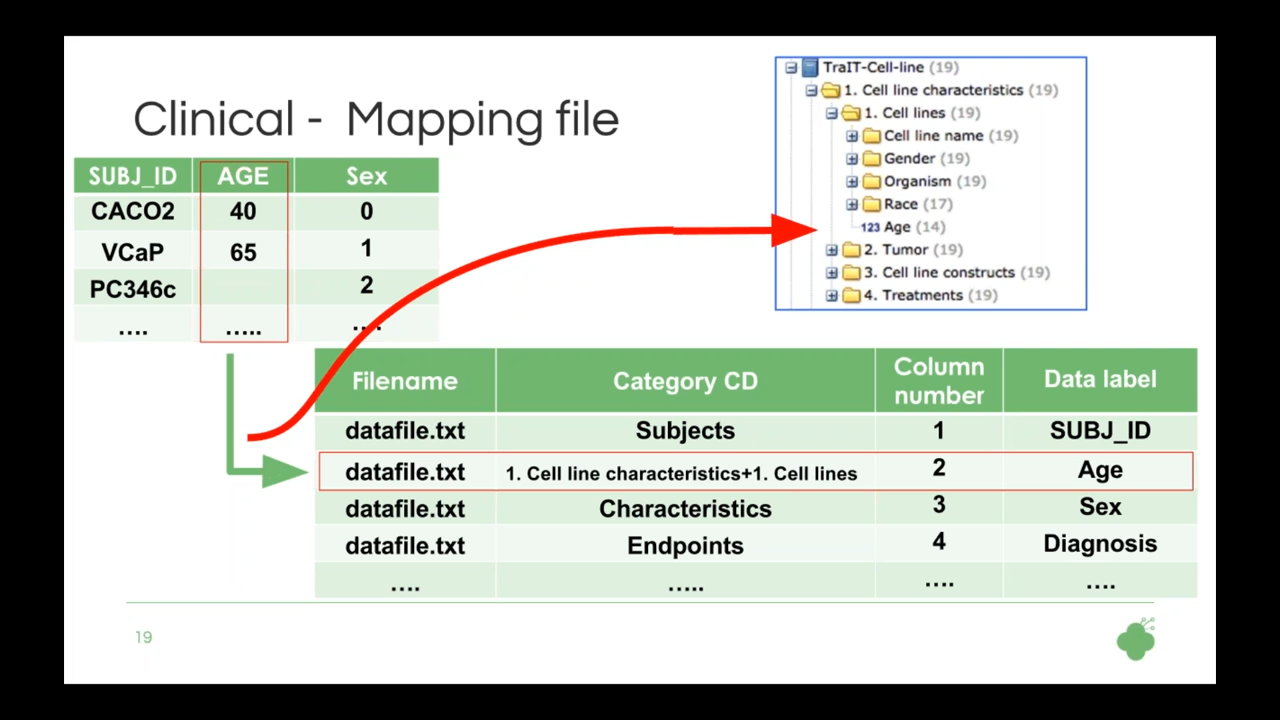 Clinical - Mapping file
SUBJ_ID AGE Sex
CACO2 40 0
VCaP 65 1
PC346c 2
.... ..... ....
TraIT-Cell-line (19)
1. Cell line characteristics (19)
1. Cell lines (19)
Cell line name (19)
Gender (19)
Organism (19)
Race (17)
123 Age (14)
2. Tumor (19)
3. Cell line constructs (19)
4. Treatments (19)
Filename Category CD Column number Data label
datafile.txt Subjects 1 SUBJ_ID
datafile.txt 1. Cell line characteristics+1. Cell lines 2 Age
datafile.txt Characteristics 3 Sex
datafile.txt Endpoints 4 Diagnosis
.... ..... .... ....
19